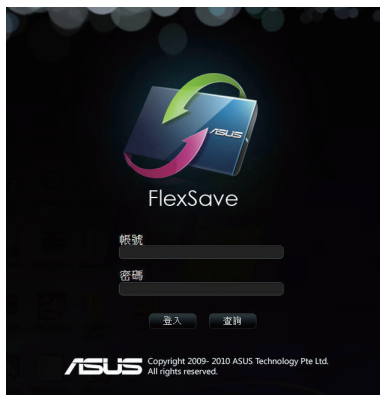 ASUS
FlexSave
帳號
密碼
登入 查詢
ASUS Copyright 2009- 2010 ASUS Technology Pte Ltd.
All rights reserved.